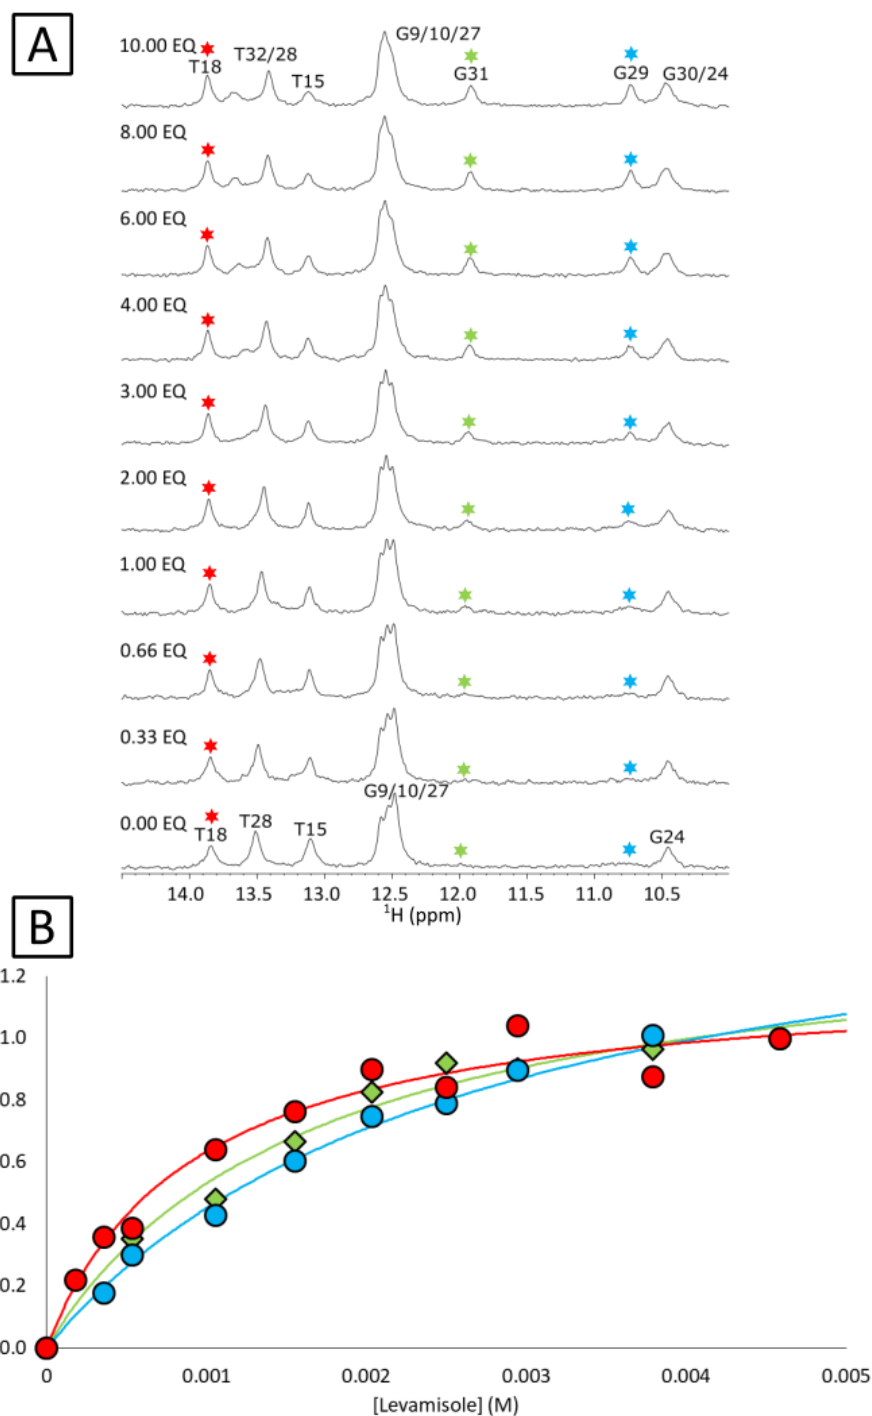 A
10.00 EQ
T18
T32/28
T15
G9/10/27
G31
G29
G30/24
8.00 EQ
6.00 EQ
4.00 EQ
3.00 EQ
2.00 EQ
1.00 EQ
0.66 EQ
0.33 EQ
0.00 EQ
T18
T28
T15
G9/10/27
G24
14.0 13.5 13.0 12.5 12.0 11.5 11.0 10.5
¹H (ppm)
B
1.2
1.0
0.8
0.6
0.4
0.2
0.0
0 0.001 0.002 0.003 0.004 0.005
[Levamisole] (M)